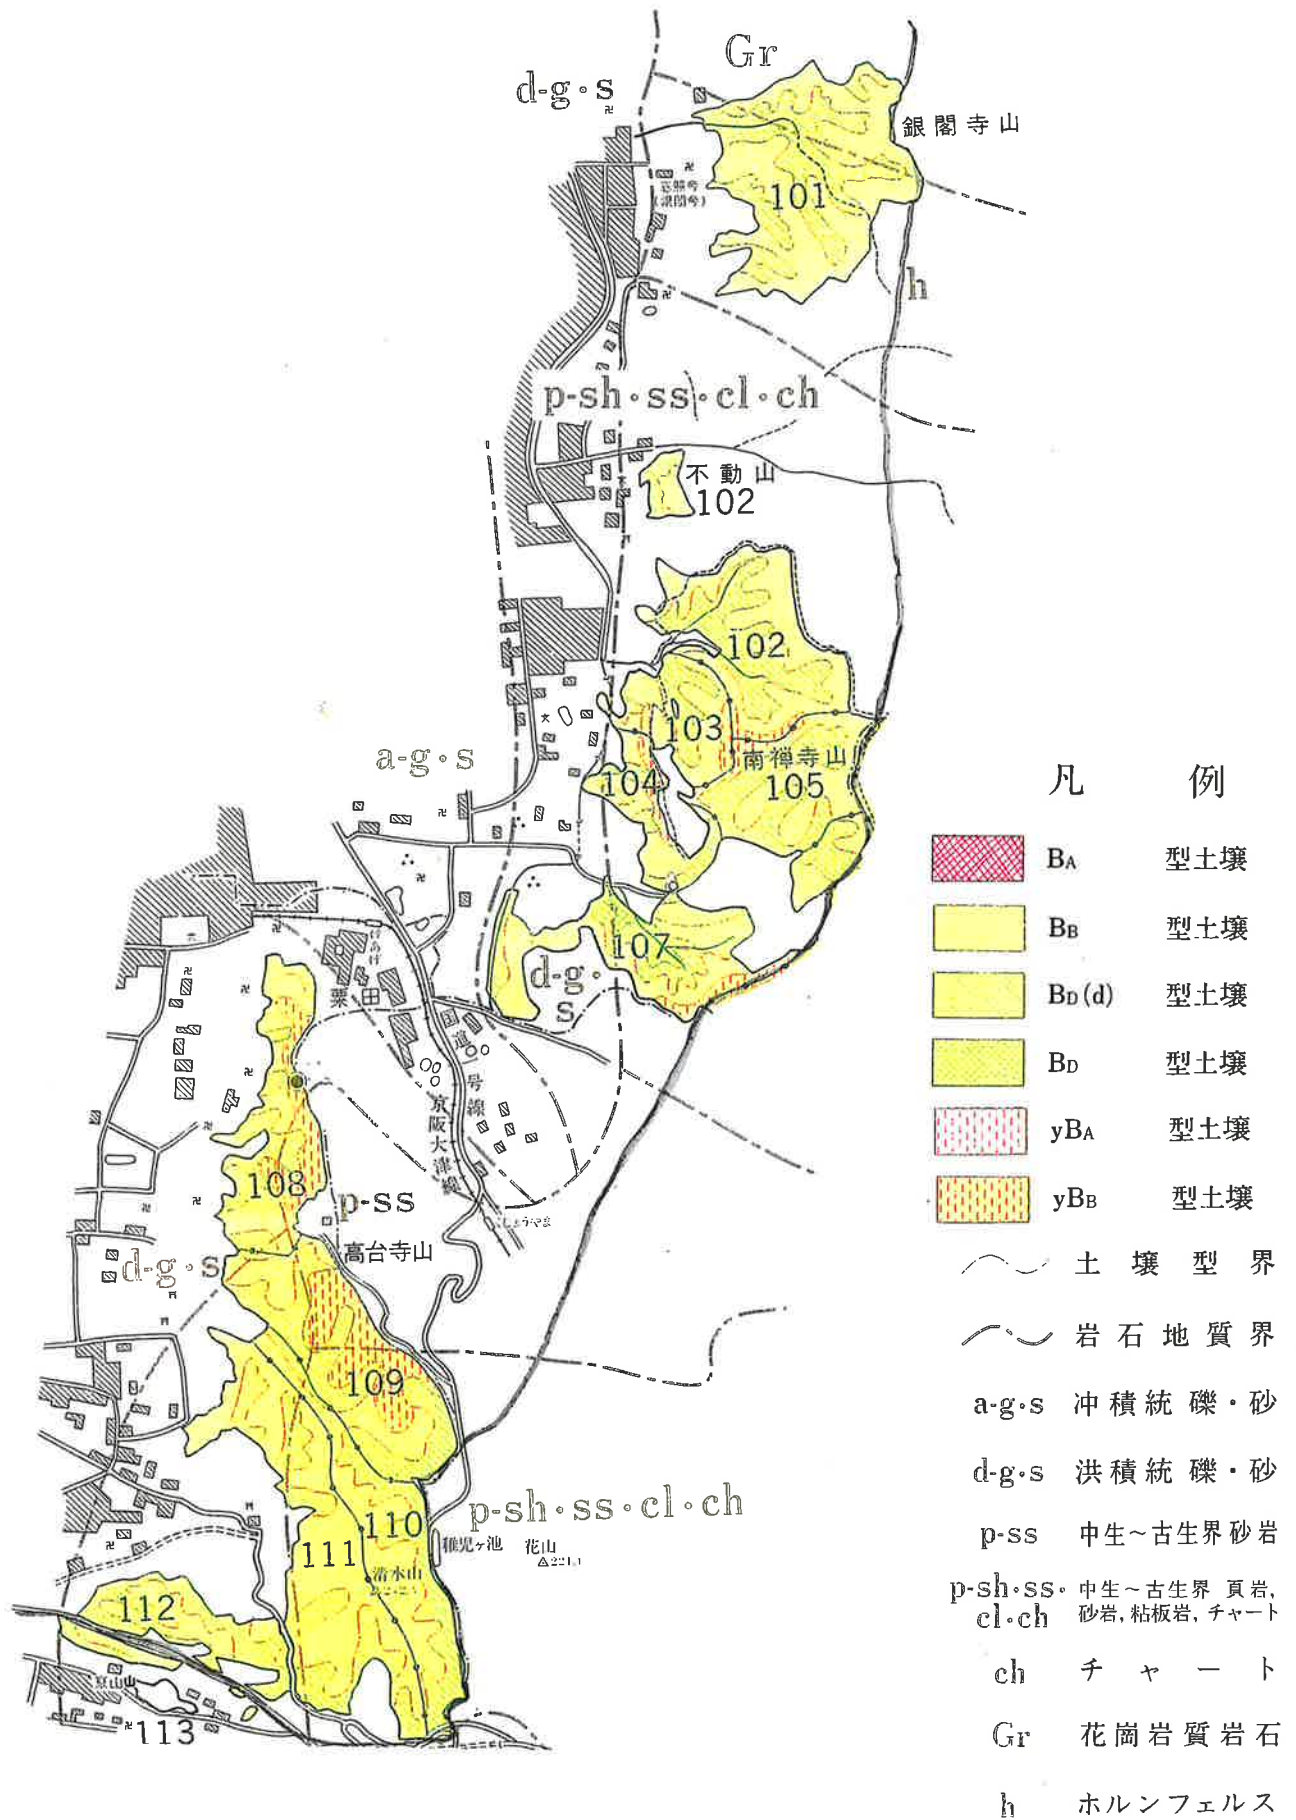 Gr
d-g・s
銀閣寺山
101
h
p-sh・ss・cl・ch
不動山
102
102
103
南禅寺山
104
105
a-g・s
107
d-g・
s
けあげ
粟田
道一号線
京阪大津線
108
p-ss
高台寺山
d-g・s
109
p-sh・ss・cl・ch
110
111
稚児ヶ池
花山
△221.1
清水山
112
113
凡例
BA 型土壌
BB 型土壌
BD(d) 型土壌
BD 型土壌
yBA 型土壌
yBB 型土壌
土壌型界
岩石地質界
a-g・s 冲積統礫・砂
d-g・s 洪積統礫・砂
p-ss 中生～古生界砂岩
p-sh・ss・cl・ch 中生～古生界 頁岩,
砂岩, 粘板岩, チャート
ch チャート
Gr 花崗岩質岩石
h ホルンフェルス